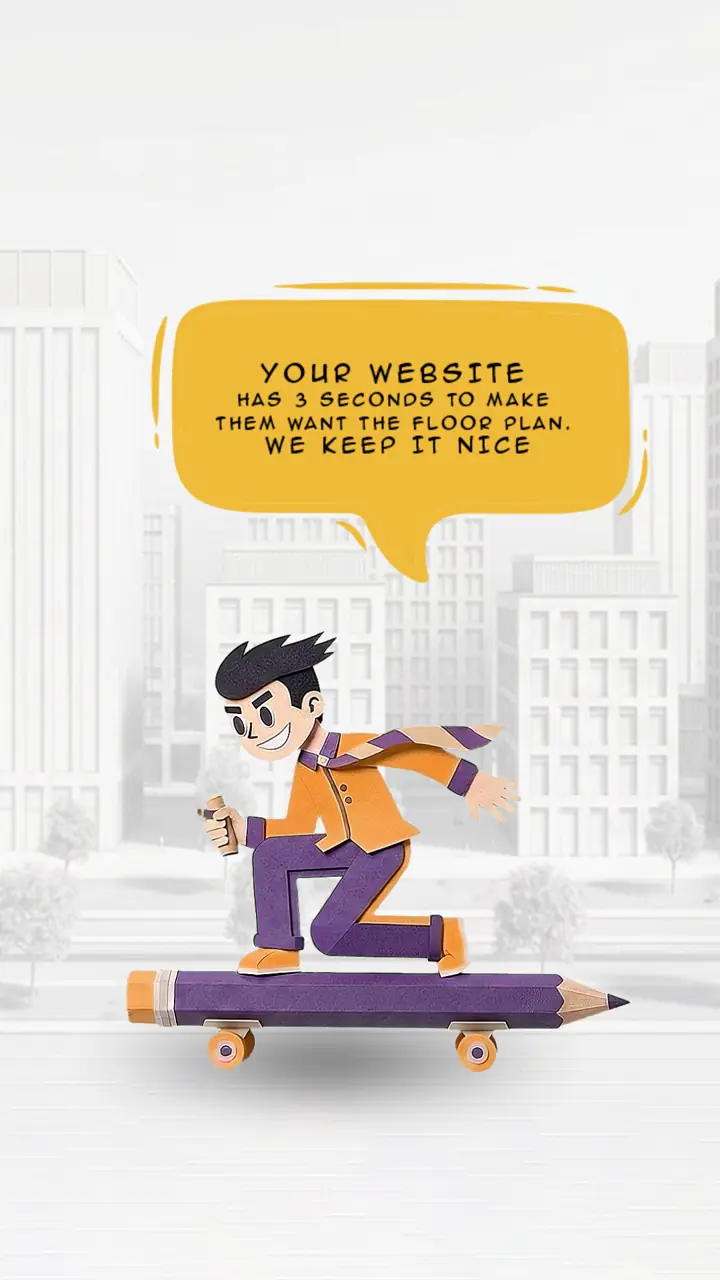 YOUR WEBSITE
HAS 3 SECONDS TO MAKE
THEM WANT THE FLOOR PLAN.
WE KEEP IT NICE